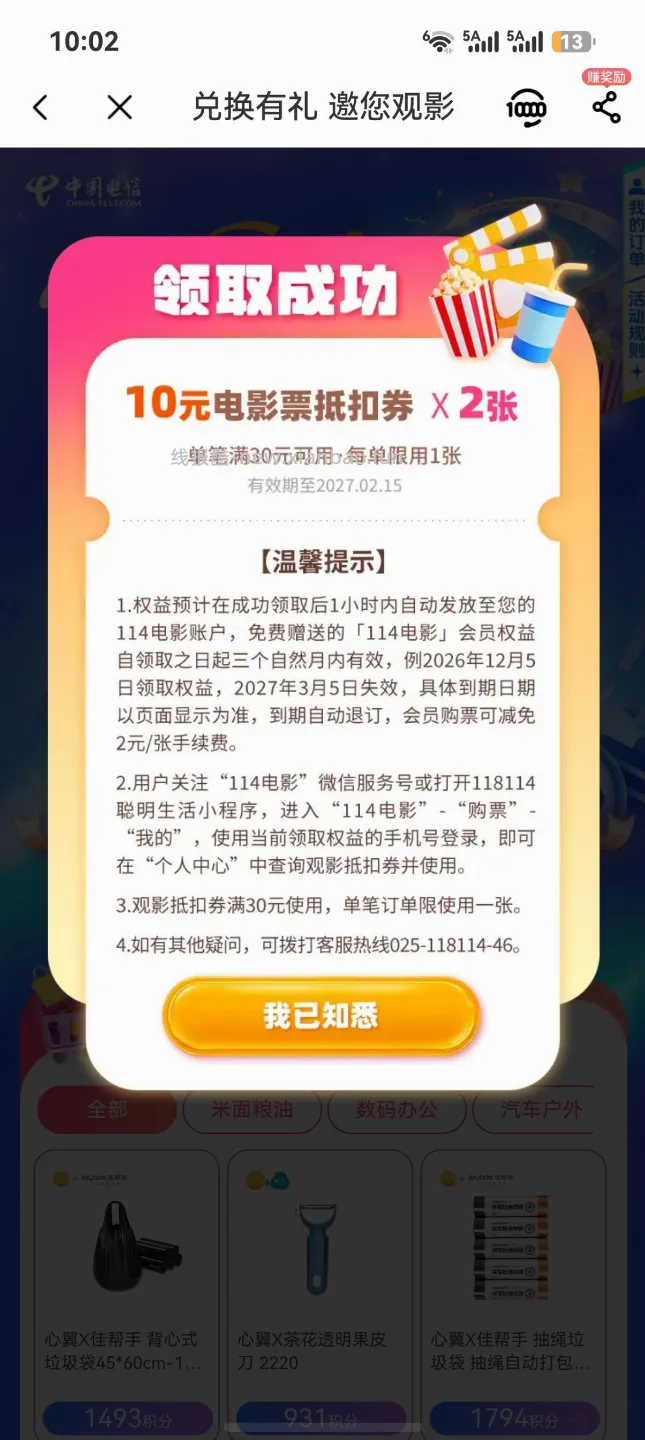 10:02
6 5A 5A 13
赚奖励
兑换有礼 邀您观影
10000
中国电信
CHINA TELECOM
我的订单
活动规则
领取成功
10元电影票抵扣券 X 2张
单笔满30元可用,每单限用1张
有效期至2027.02.15
【温馨提示】
1.权益预计在成功领取后1小时内自动发放至您的
114电影账户，免费赠送的「114电影」会员权益
自领取之日起三个自然月内有效，例2026年12月5
日领取权益，2027年3月5日失效，具体到期日期
以页面显示为准，到期自动退订，会员购票可减免
2元/张手续费。
2.用户关注“114电影”微信服务号或打开118114
聪明生活小程序，进入“114电影”-“购票”-
“我的”，使用当前领取权益的手机号登录，即可
在“个人中心”中查询观影抵扣券并使用。
3.观影抵扣券满30元使用，单笔订单限使用一张。
4.如有其他疑问，可拨打客服热线025-118114-46。
我已知悉
全部 米面粮油 数码办公 汽车户外
心翼X佳帮手 背心式
垃圾袋45*60cm-1...
1493积分
心翼X茶花透明果皮
刀 2220
931积分
心翼X佳帮手 抽绳垃
圾袋 抽绳自动打包...
1794积分